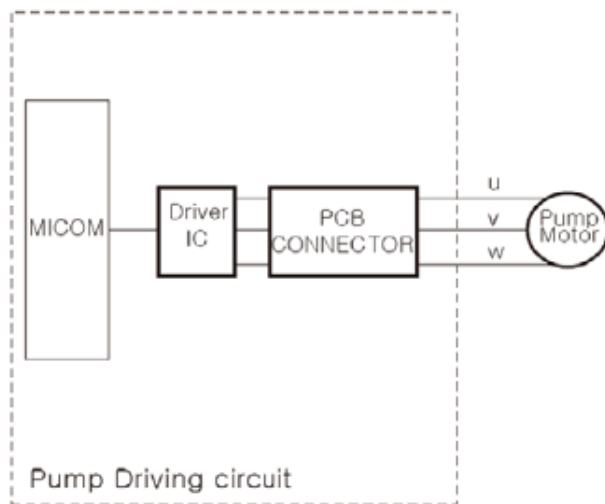 MICOM
Driver
IC
PCB
CONNECTOR
u
v
w
Pump
Motor
Pump Driving circuit